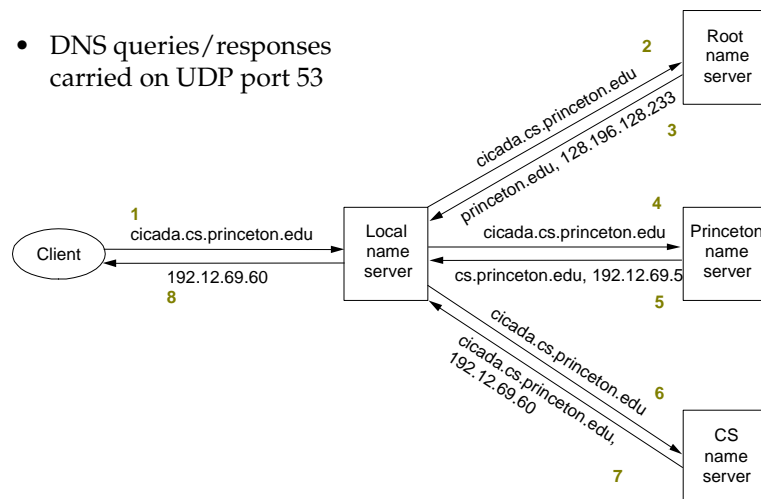 • DNS queries/responses
carried on UDP port 53
2
Root
name
server
cicada.cs.princeton.edu
princeton.edu, 128.196.128.233
3
1
cicada.cs.princeton.edu
Client
192.12.69.60
8
Local
name
server
4
cicada.cs.princeton.edu
cs.princeton.edu, 192.12.69.5
5
Princeton
name
server
cicada.cs.princeton.edu
6
cicada.cs.princeton.edu,
192.12.69.60
7
CS
name
server